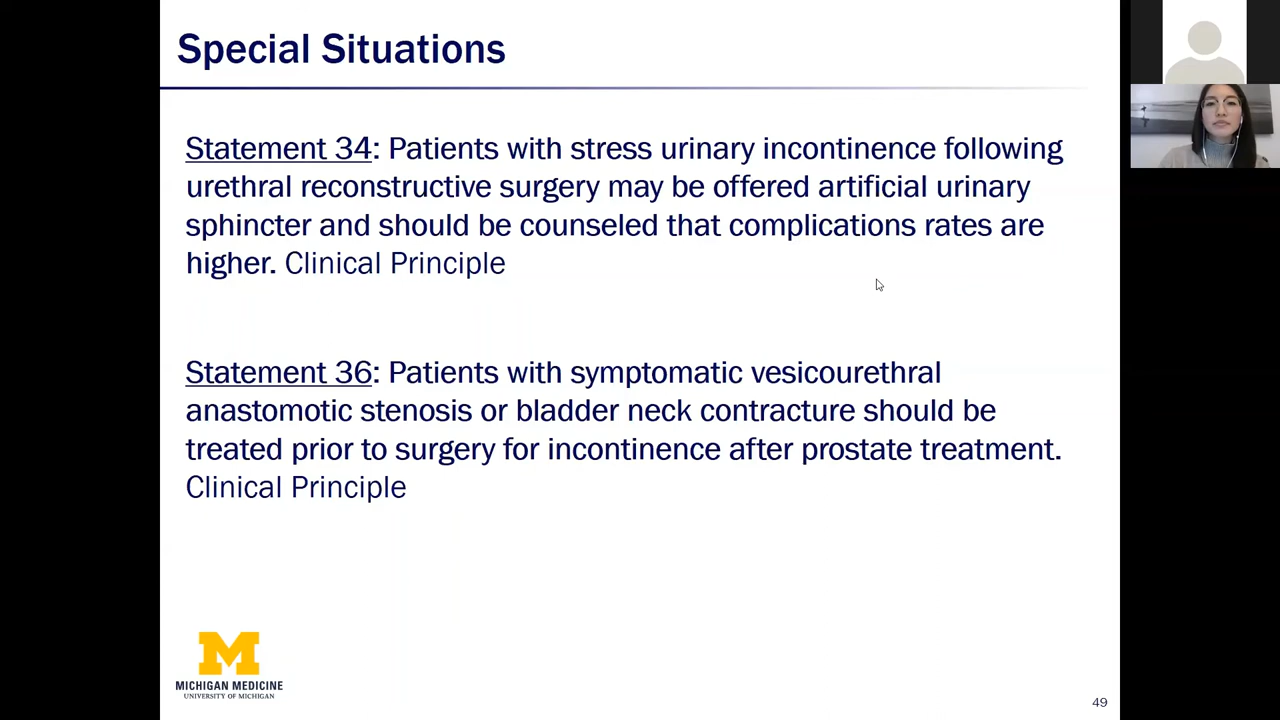 Special Situations
Statement 34: Patients with stress urinary incontinence following
urethral reconstructive surgery may be offered artificial urinary
sphincter and should be counseled that complications rates are
higher. Clinical Principle
Statement 36: Patients with symptomatic vesicourethral
anastomotic stenosis or bladder neck contracture should be
treated prior to surgery for incontinence after prostate treatment.
Clinical Principle
M
MICHIGAN MEDICINE
UNIVERSITY OF MICHIGAN
49